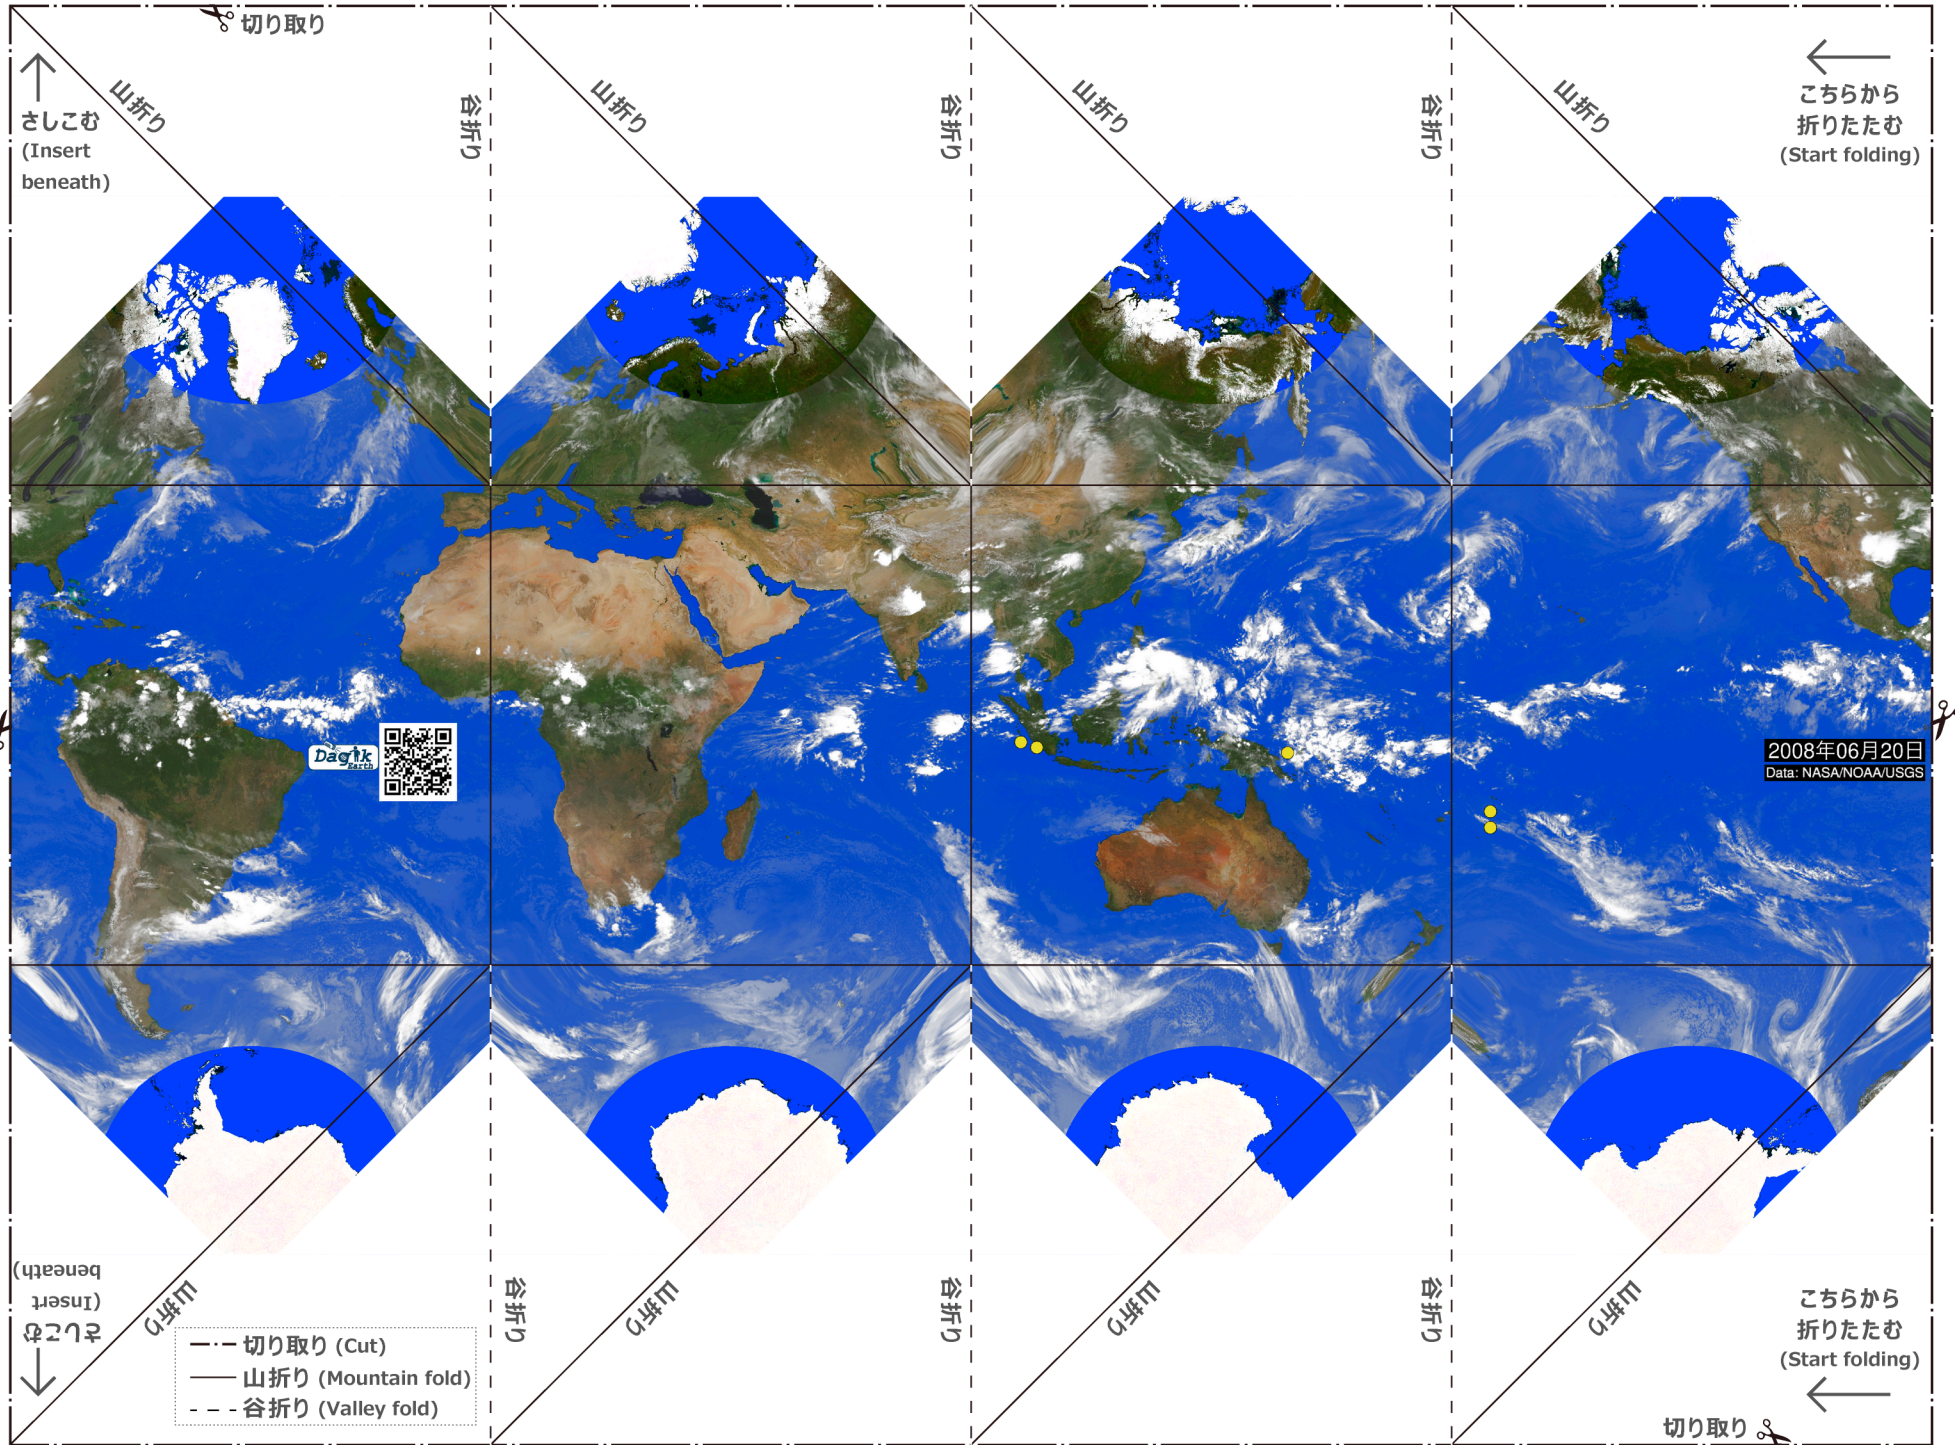 切り取り
さしこむ
(Insert
beneath)
山折り
谷折り
山折り
谷折り
山折り
谷折り
山折り
こちらから
折りたたむ
(Start folding)
Dagik
Earth
2008年06月20日
Data: NASA/NOAA/USGS
さしこむ
(Insert
beneath)
山折り
谷折り
山折り
谷折り
山折り
谷折り
山折り
こちらから
折りたたむ
(Start folding)
切り取り (Cut)
山折り (Mountain fold)
谷折り (Valley fold)
切り取り